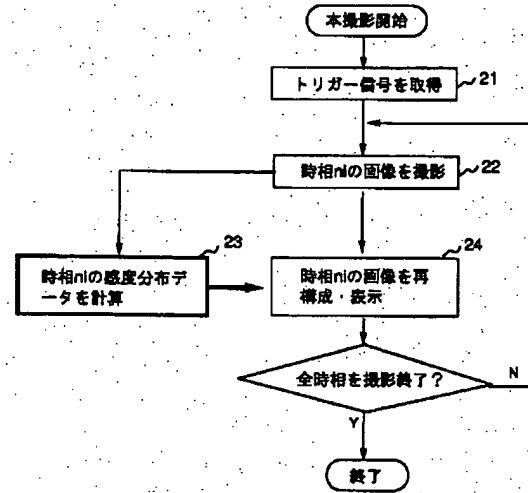 本撮影開始
トリガー信号を取得
21
時相niの画像を撮影
22
23
時相niの感度分布デ
ータを計算
24
時相niの画像を再
構成・表示
全時相を撮影終了？
N
Y
終了